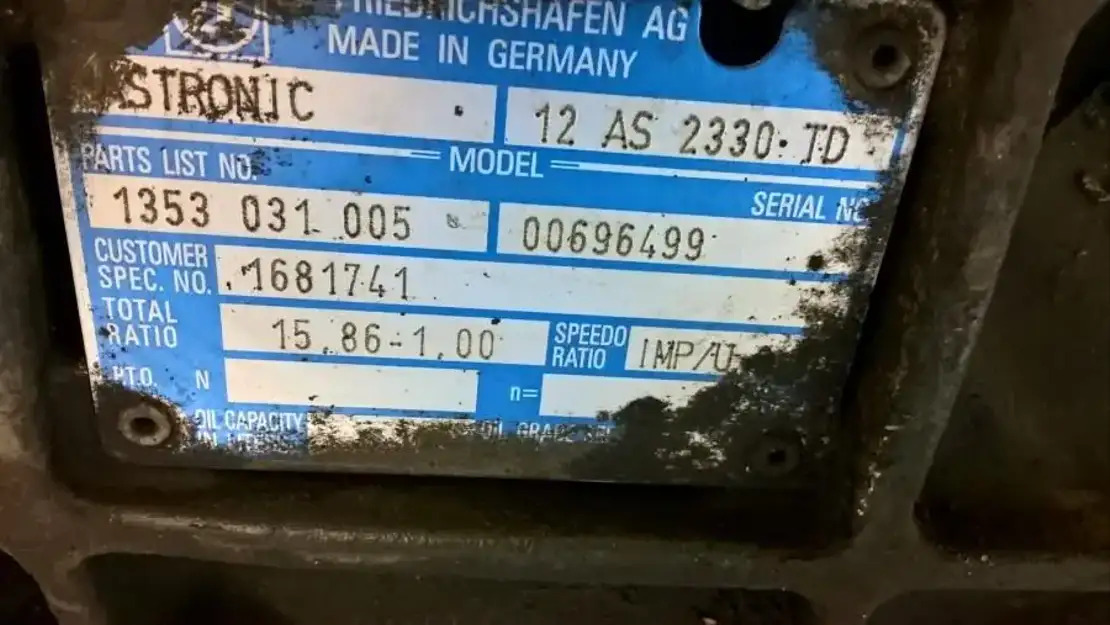 FRIEDRICHSHAFEN AG
MADE IN GERMANY
ASTRONIC
12 AS 2330 TD
MODEL
PARTS LIST NO.
SERIAL NO
1353 031 005
00696499
CUSTOMER
SPEC. NO.
1681741
TOTAL
RATIO
15,86-1,00
SPEEDO
RATIO
IMP/U
P.T.O. N
n=
OIL CAPACITY